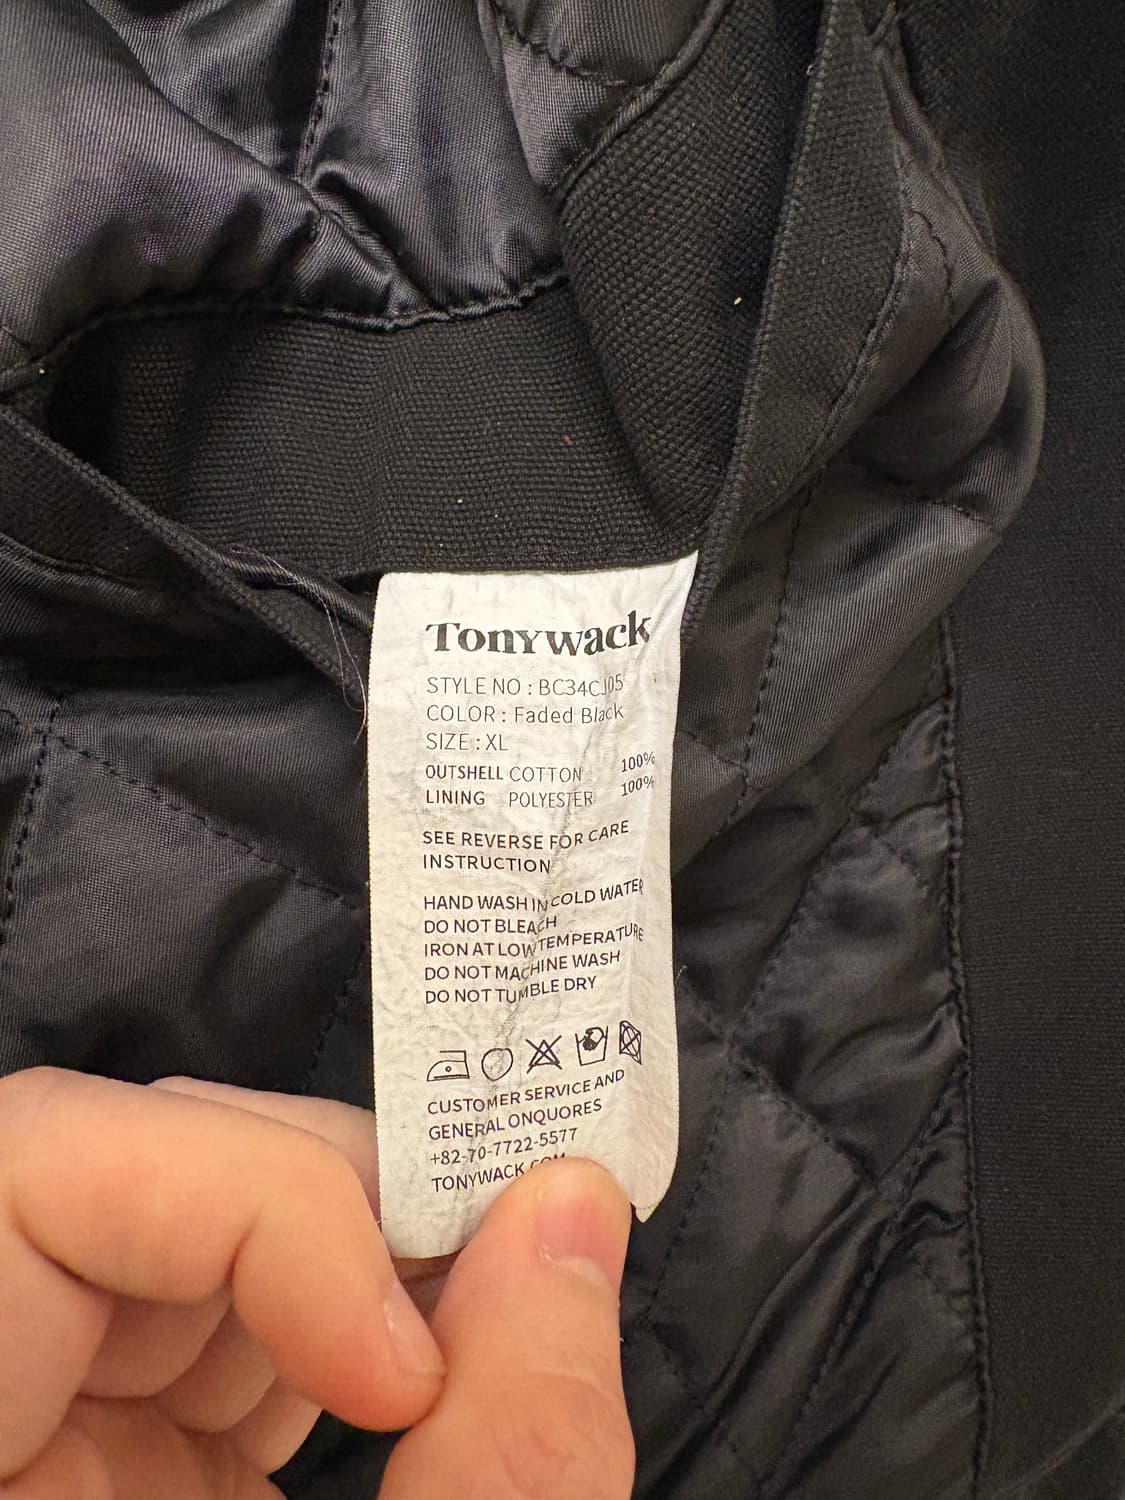 Tonywack
STYLE NO : BC34CJ05
COLOR : Faded Black
SIZE : XL
OUTSHELL COTTON 100%
LINING POLYESTER 100%
SEE REVERSE FOR CARE
INSTRUCTION
HAND WASH IN COLD WATER
DO NOT BLEACH
IRON AT LOW TEMPERATURE
DO NOT MACHINE WASH
DO NOT TUMBLE DRY
CUSTOMER SERVICE AND
GENERAL ONQUORES
+82-70-7722-5577
TONYWACK.COM